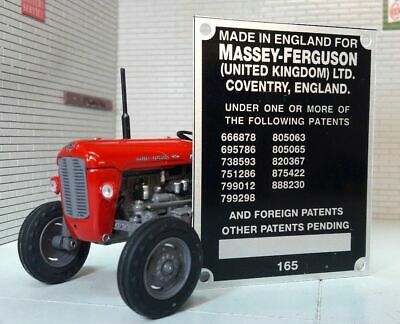 MADE IN ENGLAND FOR
MASSEY-FERGUSON
(UNITED KINGDOM) LTD.
COVENTRY, ENGLAND.
UNDER ONE OR MORE OF
THE FOLLOWING PATENTS
666878 805063
695786 805065
738593 820367
751286 875422
799012 888230
799298
AND FOREIGN PATENTS
OTHER PATENTS PENDING
165